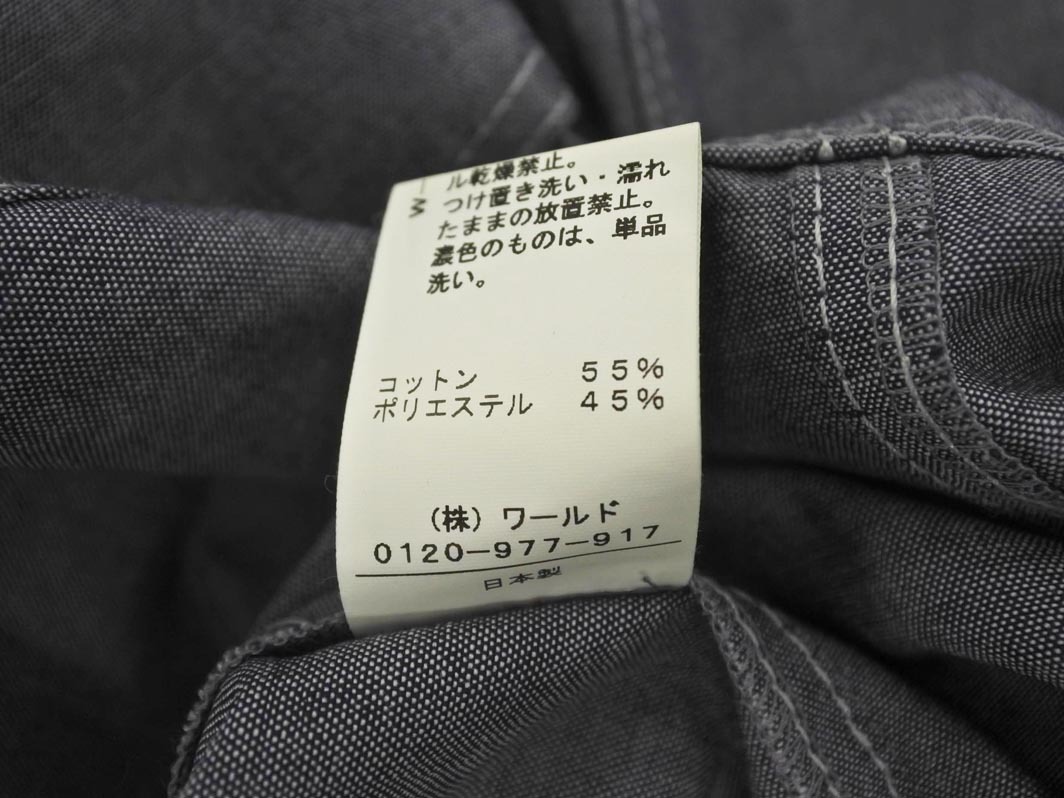 ル乾燥禁止。
つけ置き洗い・濡れ
たままの放置禁止。
濃色のものは、単品
洗い。
コットン 55%
ポリエステル 45%
(株)ワールド
0120-977-917
日本製